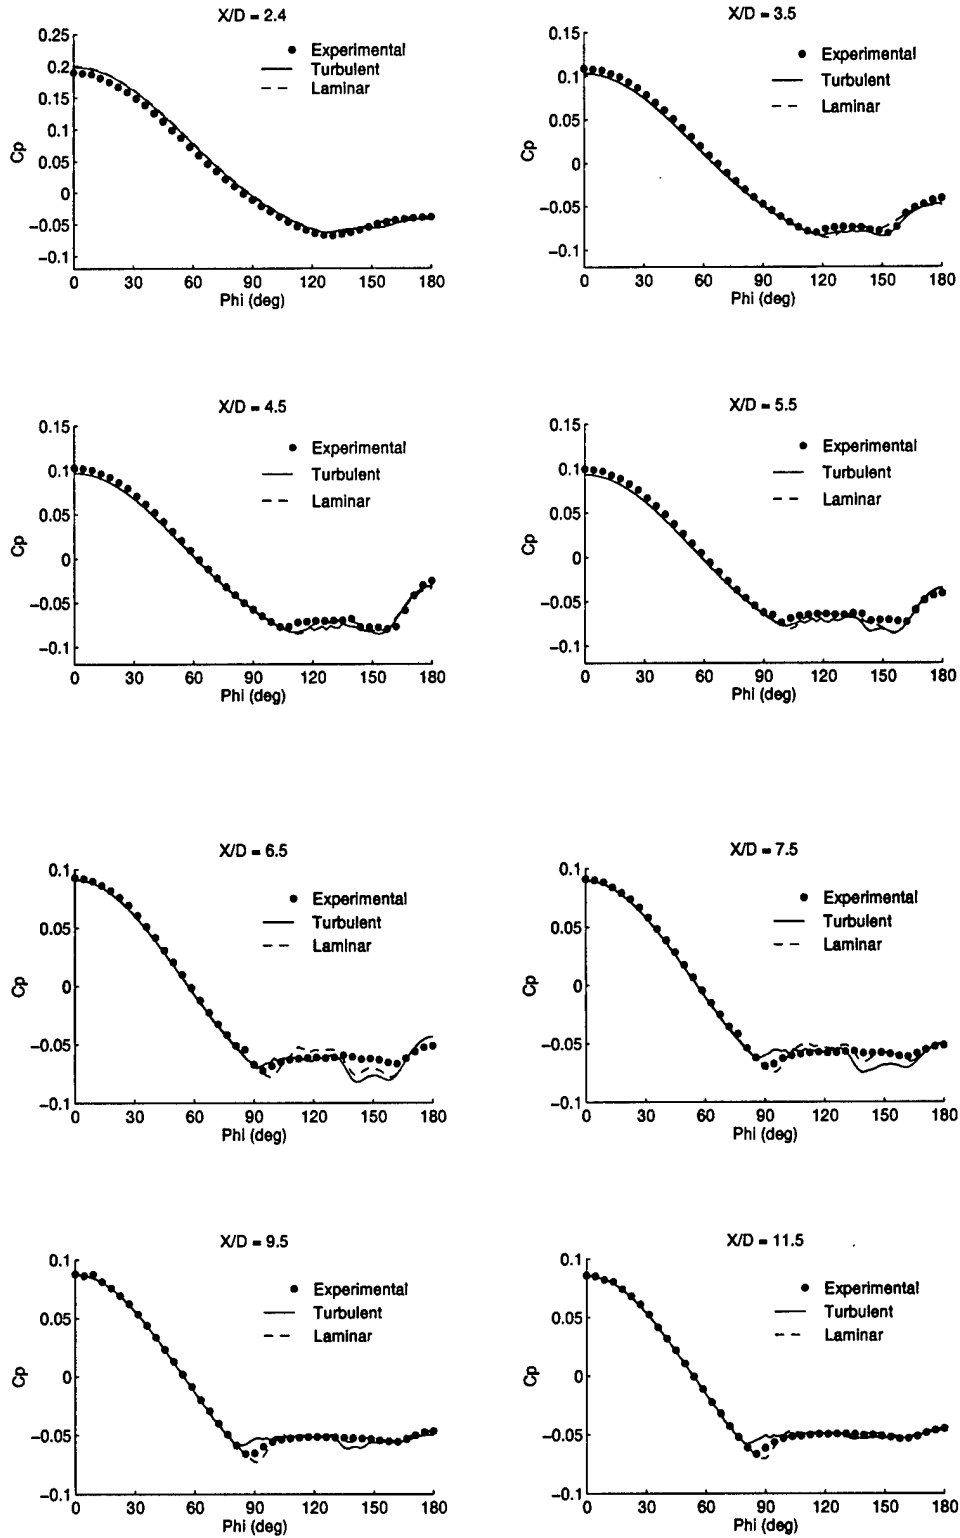 X/D = 2.4
0.25
0.2
0.15
0.1
0.05
0
−0.05
−0.1
Cp
Experimental
Turbulent
Laminar
0 30 60 90 120 150 180
Phi (deg)
X/D = 3.5
0.15
0.1
0.05
0
−0.05
−0.1
Cp
Experimental
Turbulent
Laminar
0 30 60 90 120 150 180
Phi (deg)
X/D = 4.5
0.15
0.1
0.05
0
−0.05
−0.1
Cp
Experimental
Turbulent
Laminar
0 30 60 90 120 150 180
Phi (deg)
X/D = 5.5
0.15
0.1
0.05
0
−0.05
−0.1
Cp
Experimental
Turbulent
Laminar
0 30 60 90 120 150 180
Phi (deg)
X/D = 6.5
0.1
0.05
0
−0.05
−0.1
Cp
Experimental
Turbulent
Laminar
0 30 60 90 120 150 180
Phi (deg)
X/D = 7.5
0.1
0.05
0
−0.05
−0.1
Cp
Experimental
Turbulent
Laminar
0 30 60 90 120 150 180
Phi (deg)
X/D = 9.5
0.1
0.05
0
−0.05
−0.1
Cp
Experimental
Turbulent
Laminar
0 30 60 90 120 150 180
Phi (deg)
X/D = 11.5
0.1
0.05
0
−0.05
−0.1
Cp
Experimental
Turbulent
Laminar
0 30 60 90 120 150 180
Phi (deg)